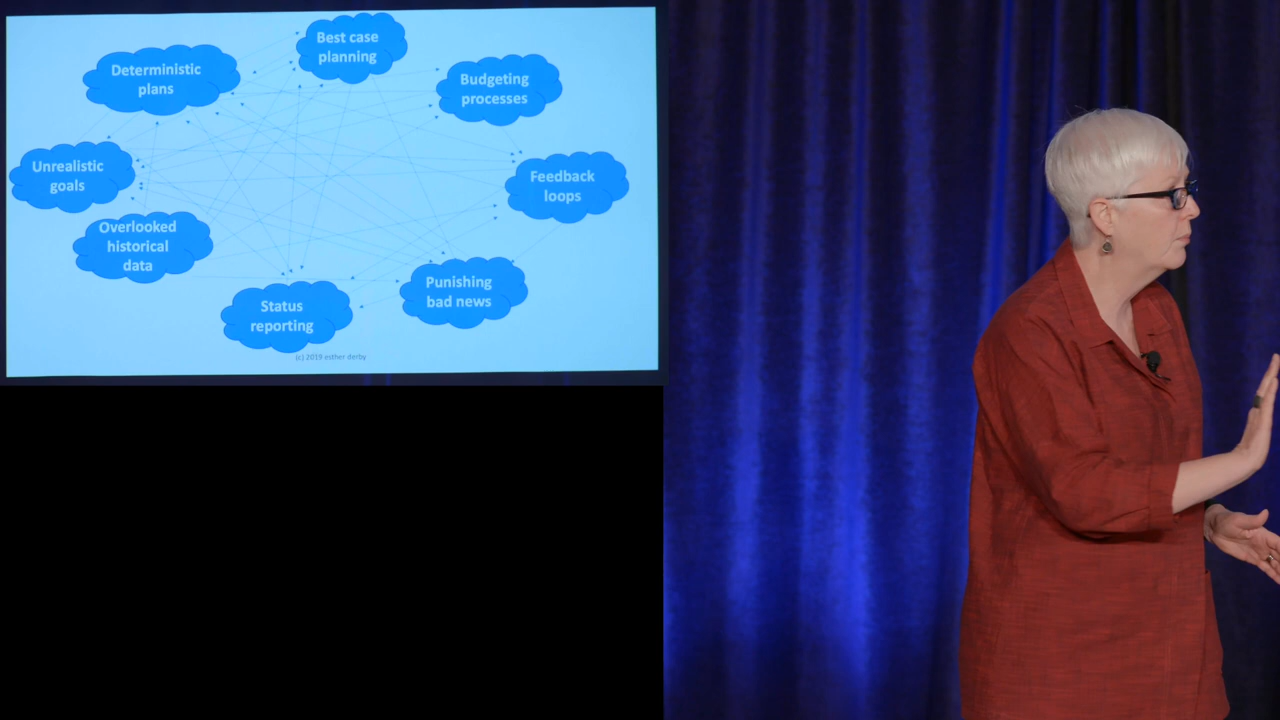 Best case
planning
Deterministic
plans
Budgeting
processes
Unrealistic
goals
Feedback
loops
Overlooked
historical
data
Punishing
bad news
Status
reporting
(c) 2019 esther derby